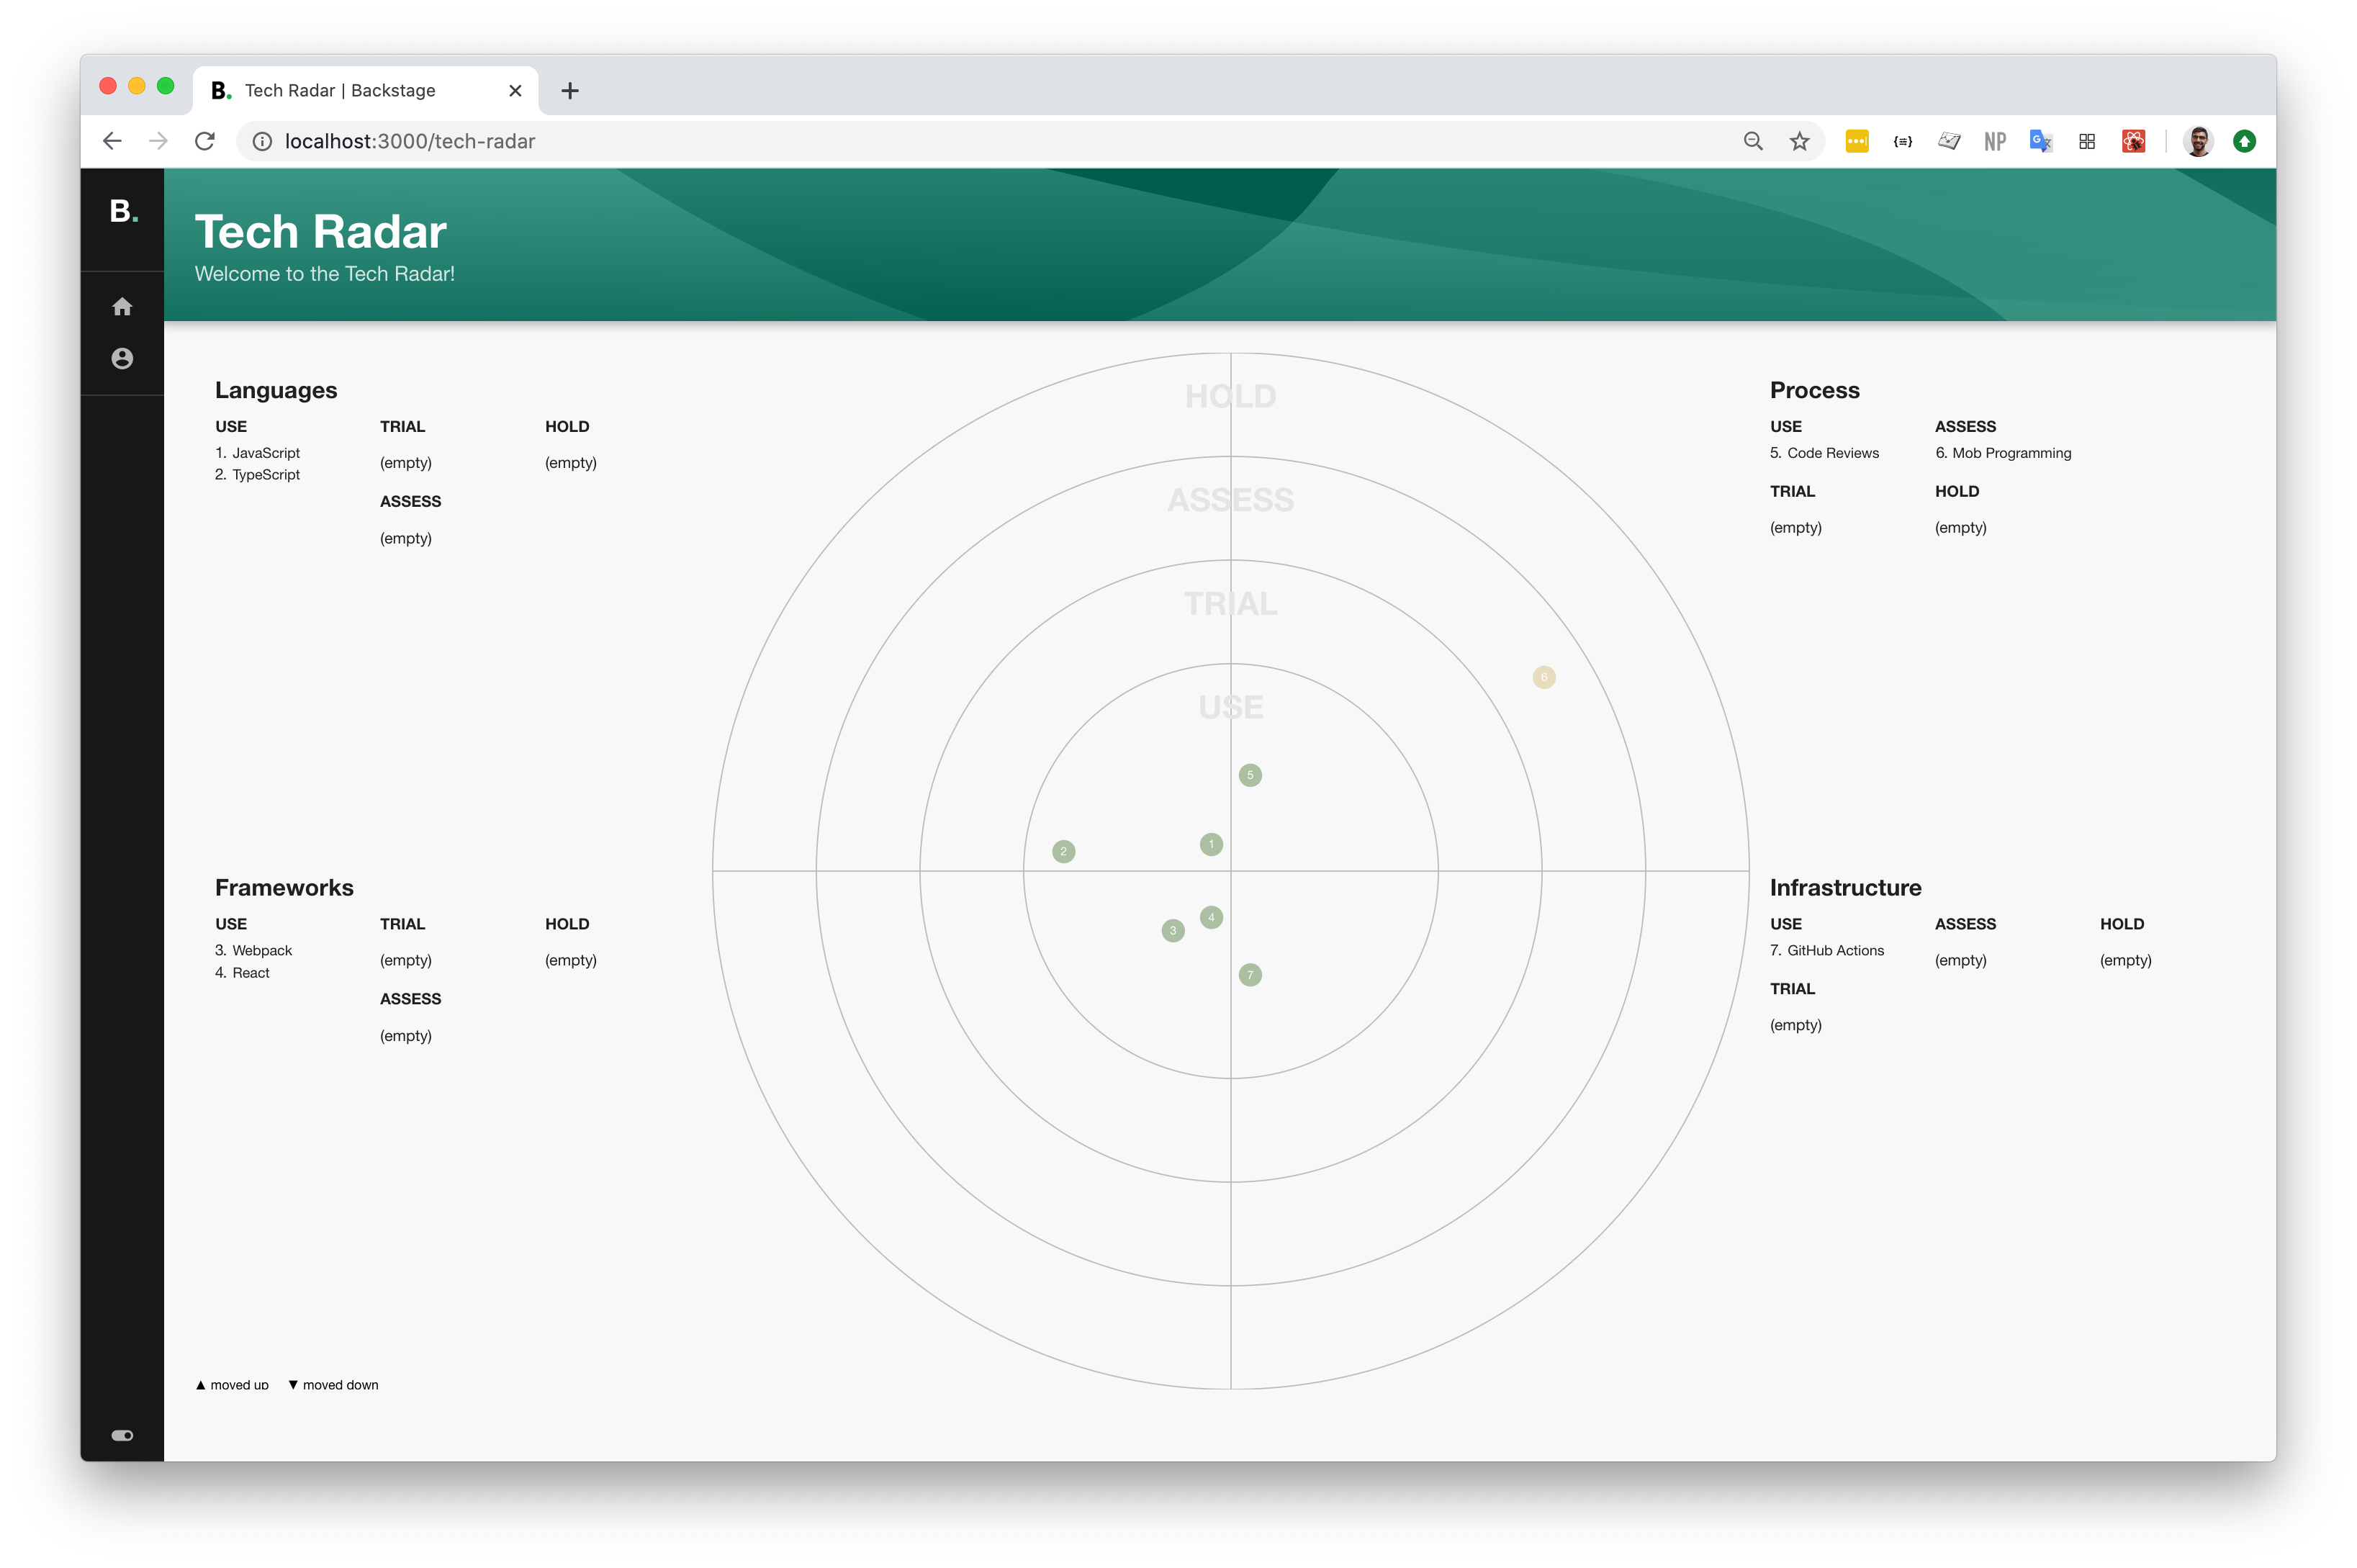 B. Tech Radar | Backstage
localhost:3000/tech-radar
{≡} NP G
B.
Tech Radar
Welcome to the Tech Radar!
Languages
USE TRIAL HOLD
1. JavaScript (empty) (empty)
2. TypeScript
ASSESS
(empty)
HOLD
ASSESS
TRIAL
USE
6
5
1
2
4
3
7
Process
USE ASSESS
5. Code Reviews 6. Mob Programming
TRIAL HOLD
(empty) (empty)
Frameworks
USE TRIAL HOLD
3. Webpack (empty) (empty)
4. React
ASSESS
(empty)
Infrastructure
USE ASSESS HOLD
7. GitHub Actions (empty) (empty)
TRIAL
(empty)
▲ moved up ▼ moved down